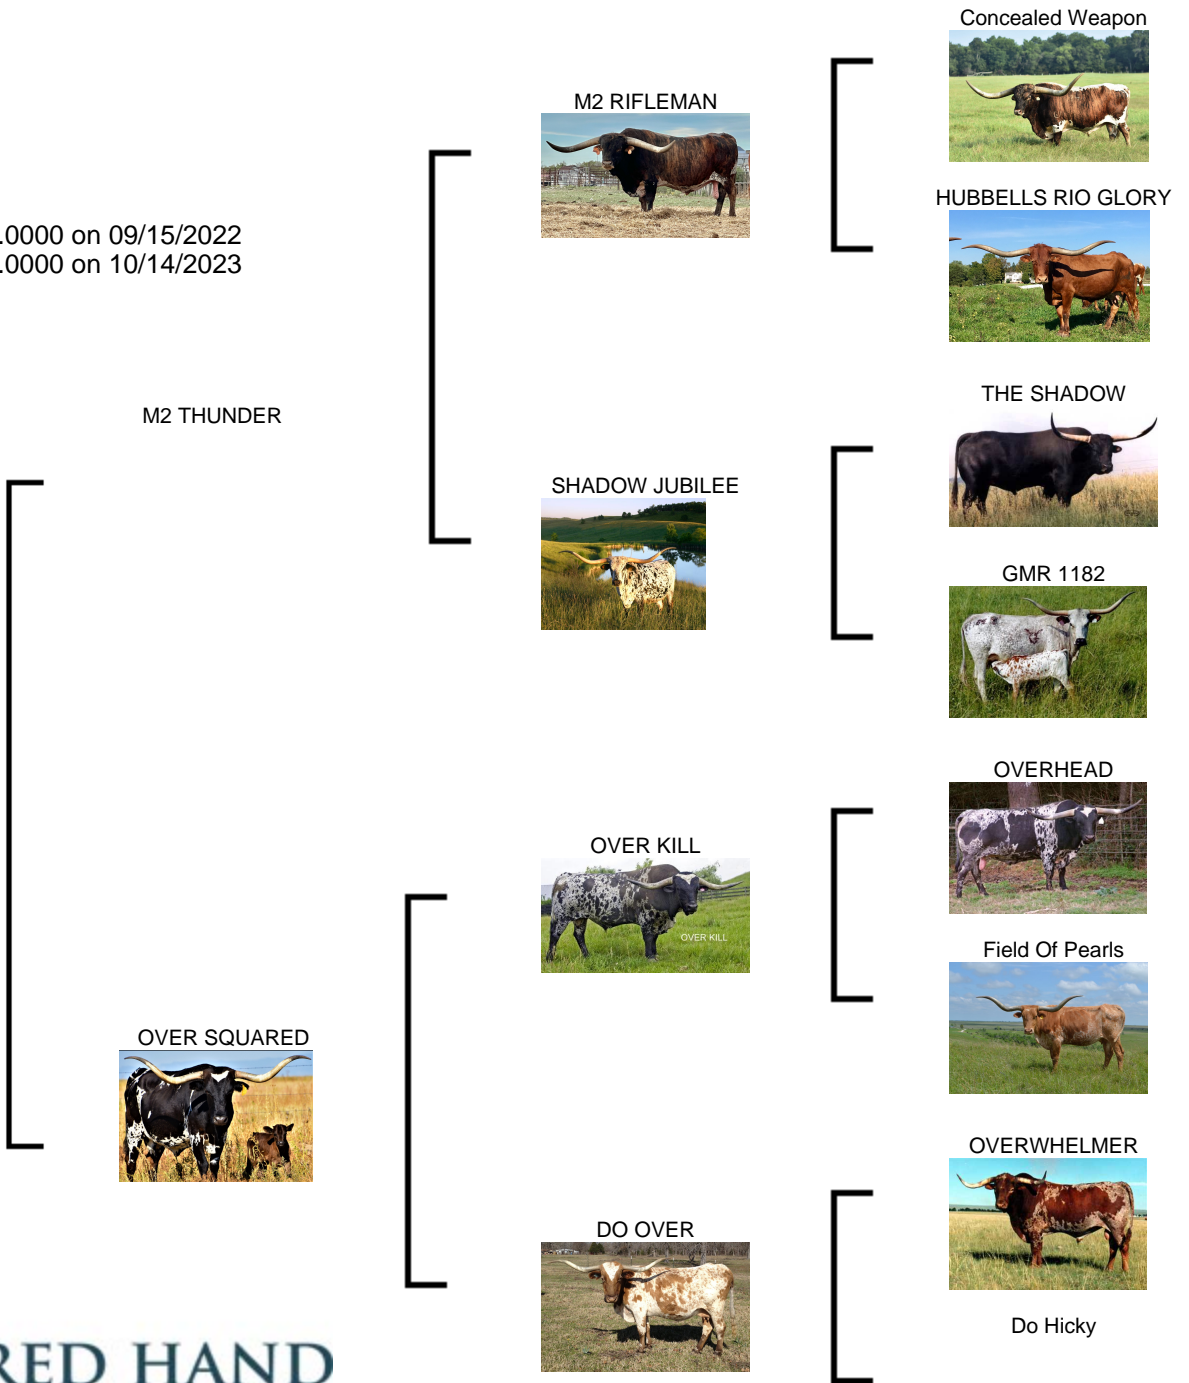 Concealed Weapon
M2 RIFLEMAN
HUBBELLS RIO GLORY
.0000 on 09/15/2022
.0000 on 10/14/2023
THE SHADOW
M2 THUNDER
SHADOW JUBILEE
GMR 1182
OVERHEAD
OVER KILL
OVER KILL
Field Of Pearls
OVER SQUARED
OVERWHELMER
DO OVER
Do Hicky
RED HAND